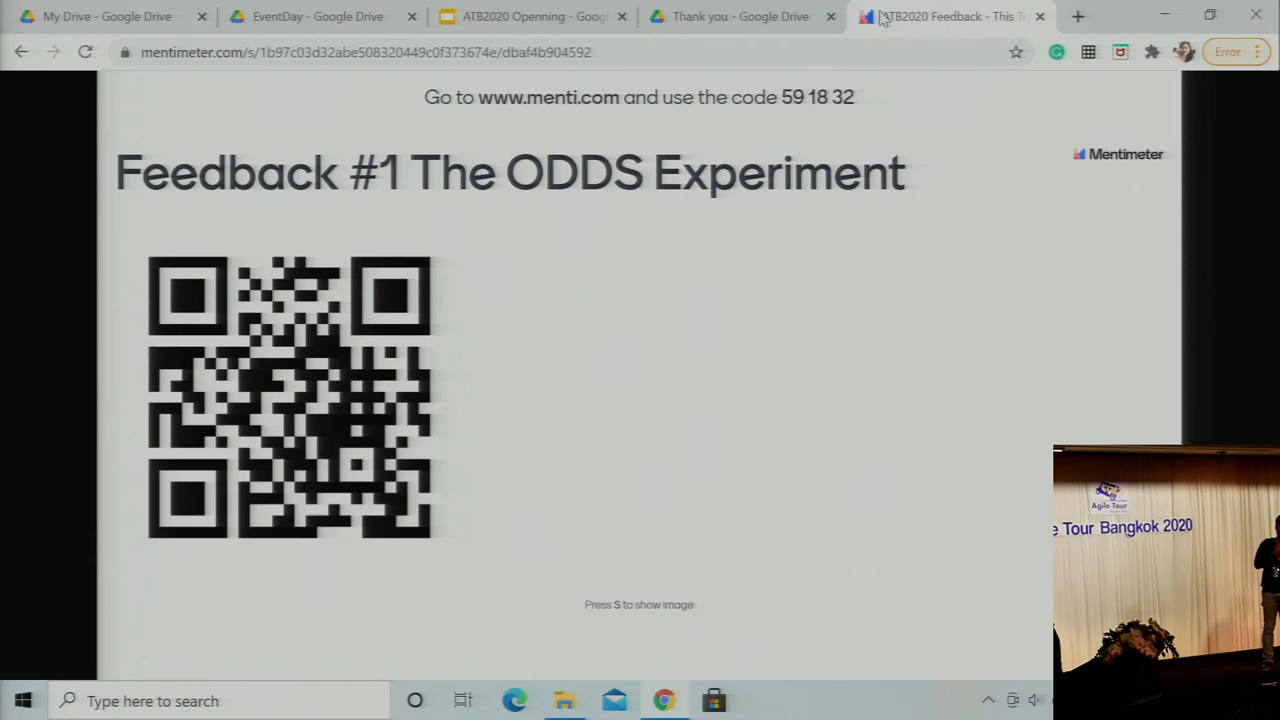 My Drive - Google Drive
EventDay - Google Drive
ATB2020 Openning - Goog
Thank you - Google Drive
TB2020 Feedback - This Tr
mentimeter.com/s/1b97c03d32abe508320449c0f373674e/dbaf4b904592
Error
Go to www.menti.com and use the code 59 18 32
Feedback #1 The ODDS Experiment
Mentimeter
Press S to show image
Agile Tour
e Tour Bangkok 2020
Type here to search